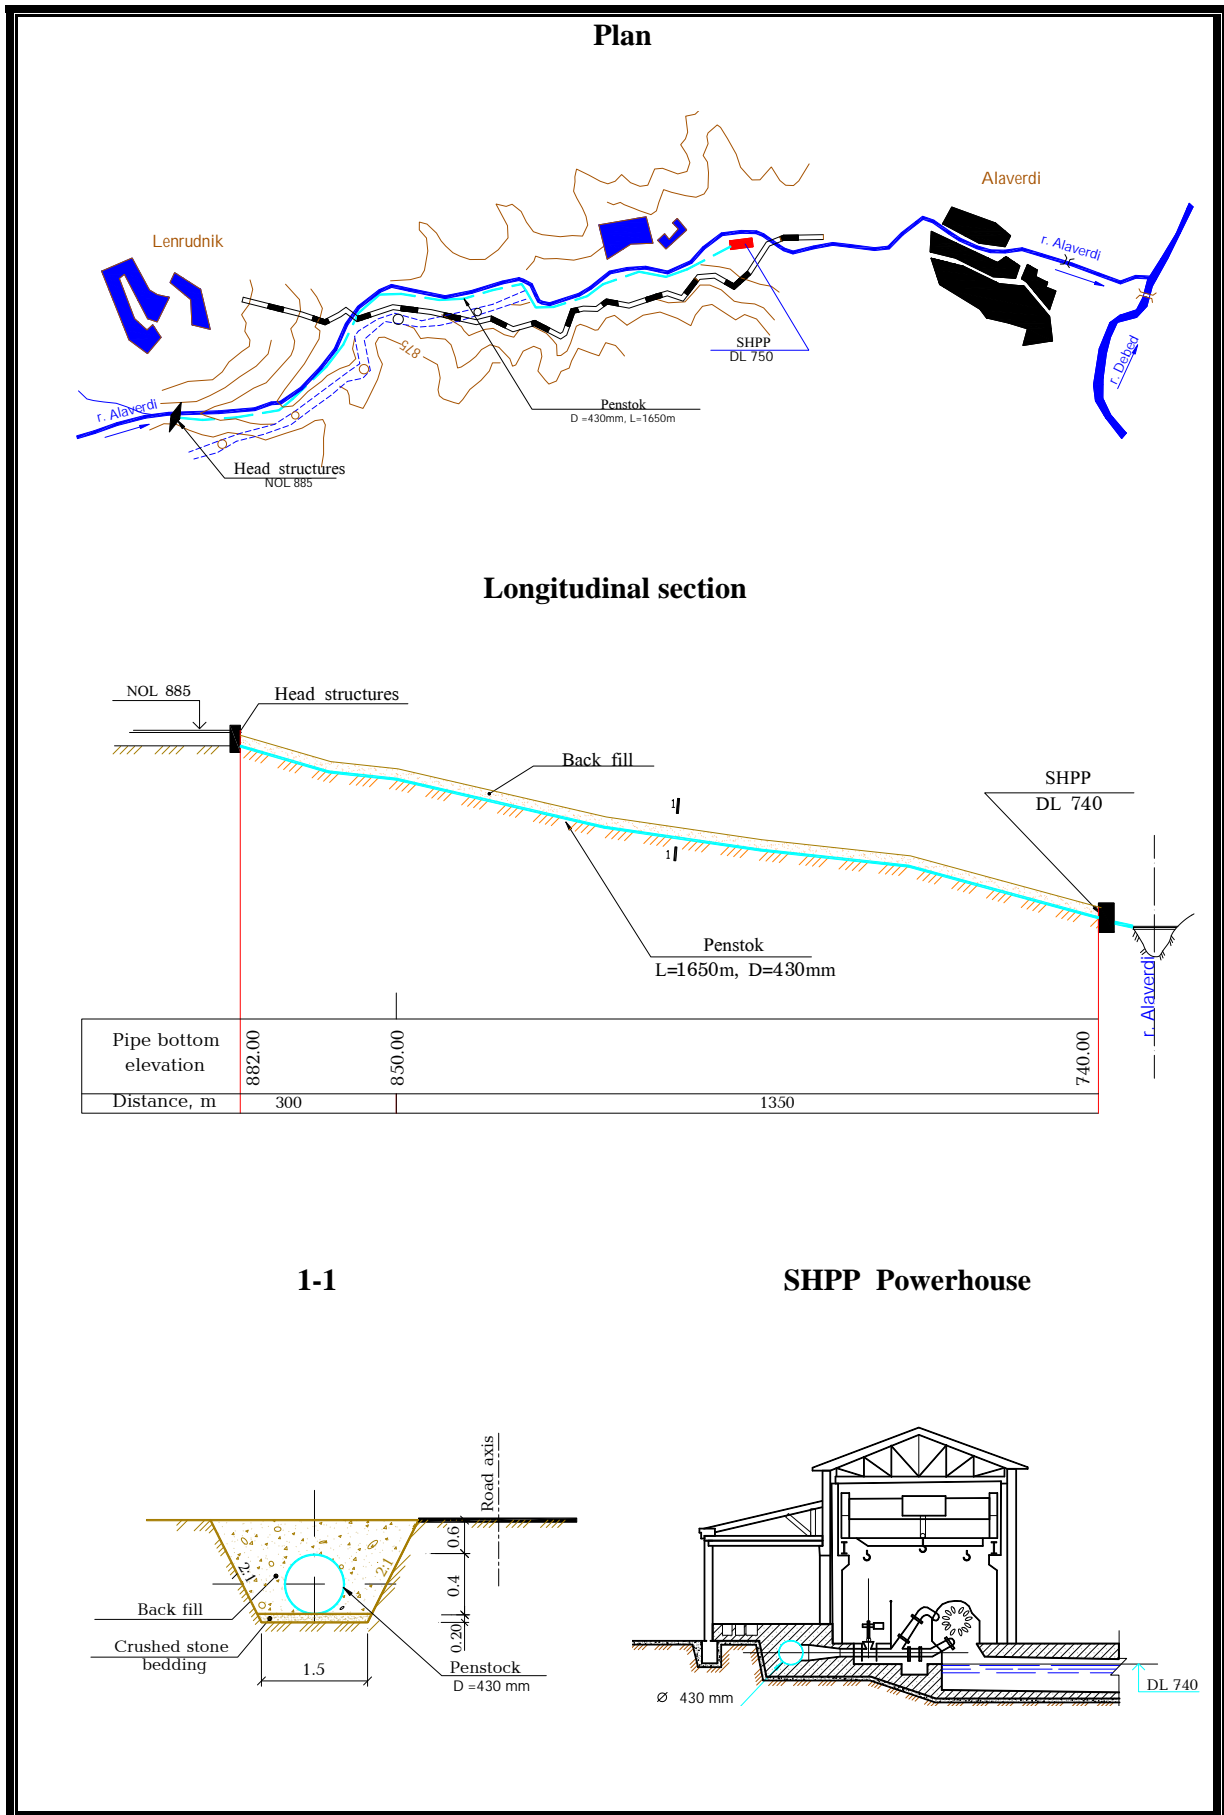 Plan
Alaverdi
Lenrudnik
r. Alaverdi
SHPP
DL 750
875
r. Debed
r. Alaverdi
Penstok
D =430mm, L=1650m
Head structures
NOL 885
Longitudinal section
NOL 885
Head structures
Back fill
SHPP
DL 740
1
1
Penstok
L=1650m, D=430mm
r. Alaverdi
Pipe bottom
elevation
882.00
850.00
740.00
Distance, m
300
1350
1-1
SHPP Powerhouse
Road axis
0.6
2:1
2:1
0.4
Back fill
0.20
Crushed stone
bedding
1.5
Penstock
D =430 mm
Ø 430 mm
DL 740